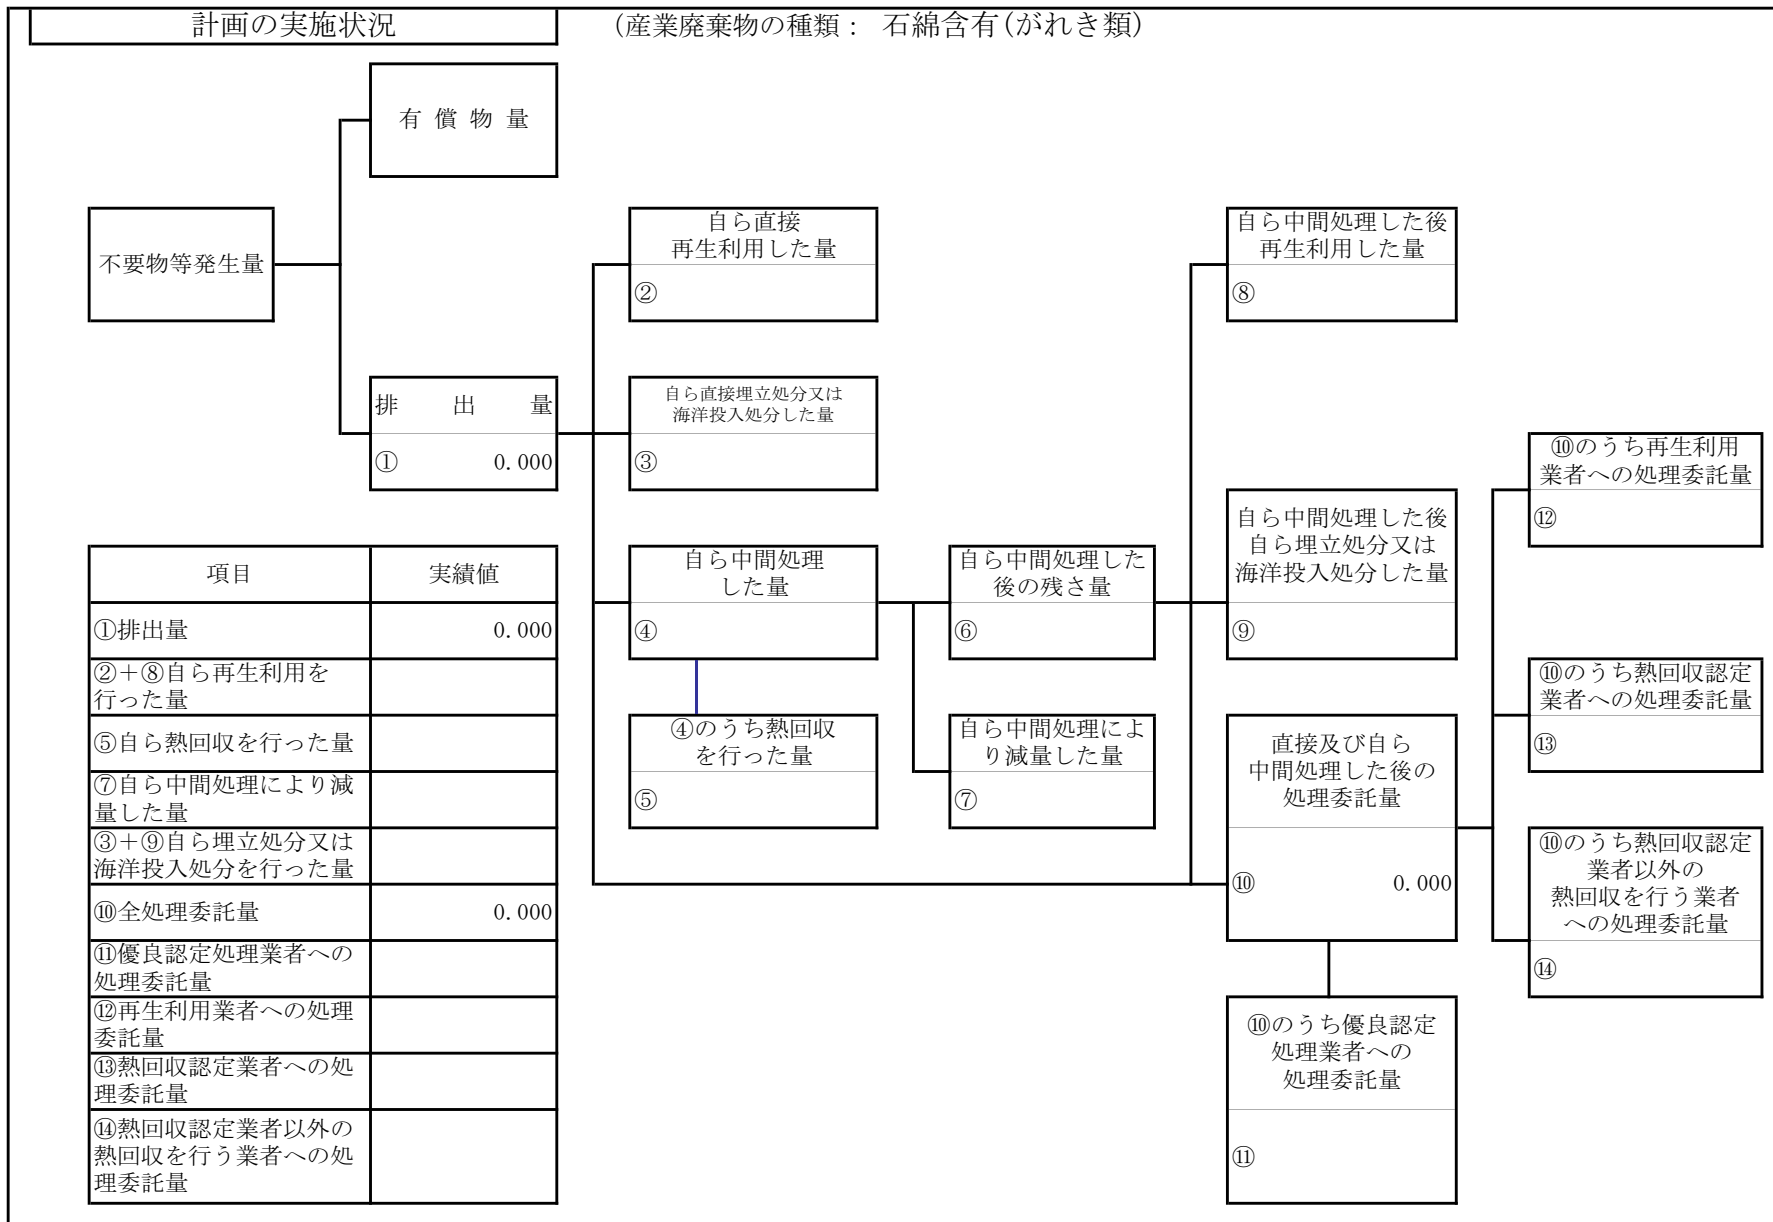 計画の実施状況
(産業廃棄物の種類： 石綿含有(がれき類)
有償物量
不要物等発生量
自ら直接
再生利用した量
②
自ら中間処理した後
再生利用した量
⑧
排出量
① 0.000
自ら直接埋立処分又は
海洋投入処分した量
③
⑩のうち再生利用
業者への処理委託量
⑫
自ら中間処理
した量
④
自ら中間処理した
後の残さ量
⑥
自ら中間処理した後
自ら埋立処分又は
海洋投入処分した量
⑨
⑩のうち熱回収認定
業者への処理委託量
⑬
④のうち熱回収
を行った量
⑤
自ら中間処理によ
り減量した量
⑦
直接及び自ら
中間処理した後の
処理委託量
⑩ 0.000
⑩のうち熱回収認定
業者以外の
熱回収を行う業者
への処理委託量
⑭
⑩のうち優良認定
処理業者への
処理委託量
⑪
項目 実績値
①排出量 0.000
②＋⑧自ら再生利用を
行った量
⑤自ら熱回収を行った量
⑦自ら中間処理により減
量した量
③＋⑨自ら埋立処分又は
海洋投入処分を行った量
⑩全処理委託量 0.000
⑪優良認定処理業者への
処理委託量
⑫再生利用業者への処理
委託量
⑬熱回収認定業者への処
理委託量
⑭熱回収認定業者以外の
熱回収を行う業者への処
理委託量